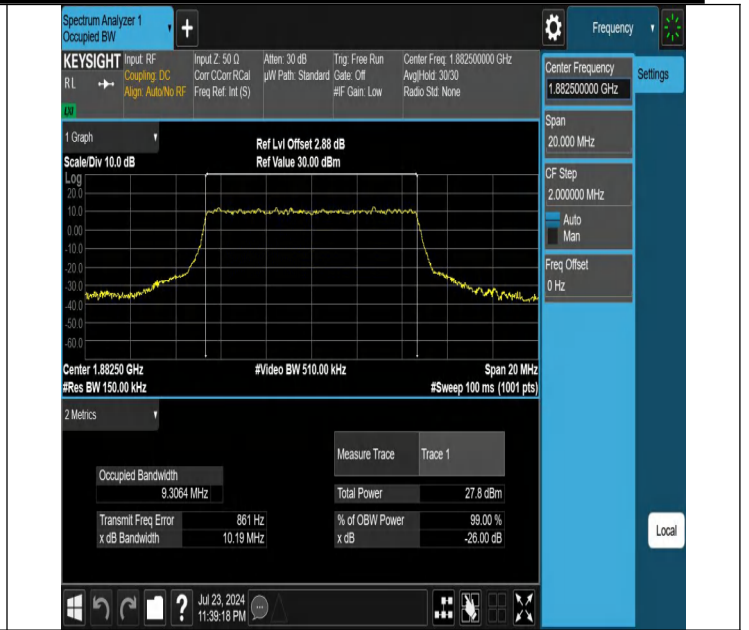 Spectrum Analyzer 1
Occupied BW
Frequency
KEYSIGHT
RL
Input: RF
Coupling: DC
Align: Auto/No RF
Input Z: 50 Ω
Corr CCorr RCal
Freq Ref: Int (S)
Atten: 30 dB
µW Path: Standard
Trig: Free Run
Gate: Off
#IF Gain: Low
Center Freq: 1.882500000 GHz
Avg|Hold: 30/30
Radio Std: None
Center Frequency
1.882500000 GHz
Settings
Span
20.000 MHz
CF Step
2.000000 MHz
Auto
Man
Freq Offset
0 Hz
1 Graph
Scale/Div 10.0 dB
Ref Lvl Offset 2.88 dB
Ref Value 30.00 dBm
Log
20.0
10.0
0.00
-10.0
-20.0
-30.0
-40.0
-50.0
-60.0
Center 1.88250 GHz
#Video BW 510.00 kHz
Span 20 MHz
#Res BW 150.00 kHz
#Sweep 100 ms (1001 pts)
2 Metrics
Measure Trace
Trace 1
Occupied Bandwidth
9.3064 MHz
Total Power
27.8 dBm
Transmit Freq Error
861 Hz
% of OBW Power
99.00 %
x dB Bandwidth
10.19 MHz
x dB
-26.00 dB
Local
?
Jul 23, 2024
11:39:18 PM